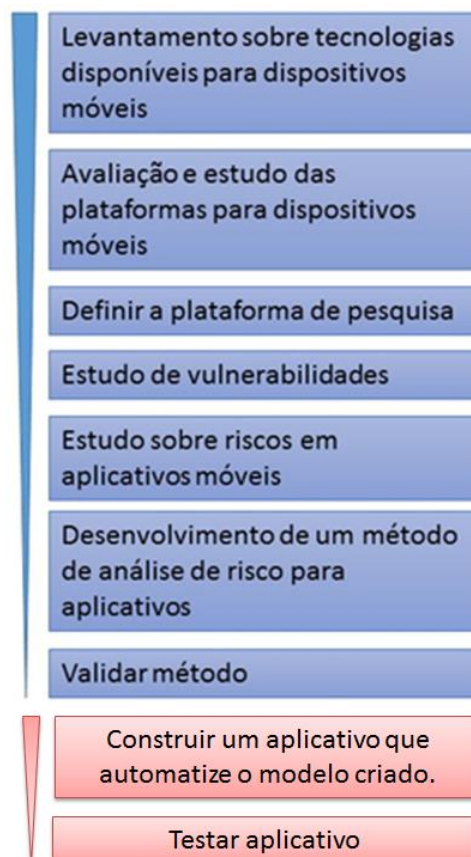 Levantamento sobre tecnologias
disponíveis para dispositivos
móveis
Avaliação e estudo das
plataformas para dispositivos
móveis
Definir a plataforma de pesquisa
Estudo de vulnerabilidades
Estudo sobre riscos em
aplicativos móveis
Desenvolvimento de um método
de análise de risco para
aplicativos
Validar método
Construir um aplicativo que
automatize o modelo criado.
Testar aplicativo